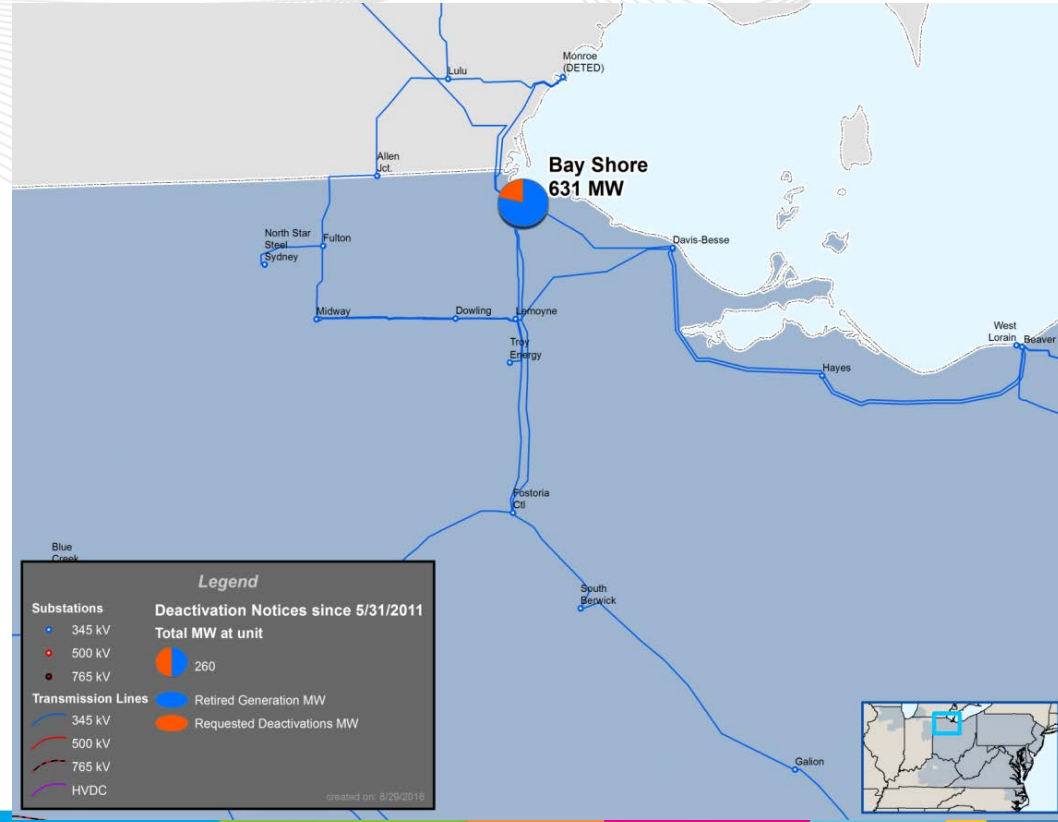 Monroe
(DETED)
Lulu
Allen
Jct.
Bay Shore
631 MW
North Star
Steel
Sydney
Fulton
Davis-Besse
Midway
Dowling
Lemoyne
Troy
Energy
West
Lorain
Beaver
Hayes
Fostoria
Ctl
Blue
Creek
South
Berwick
Galion
Legend
Substations
345 kV
500 kV
765 kV
Transmission Lines
345 kV
500 kV
765 kV
HVDC
Deactivation Notices since 5/31/2011
Total MW at unit
260
Retired Generation MW
Requested Deactivations MW
created on: 8/29/2016